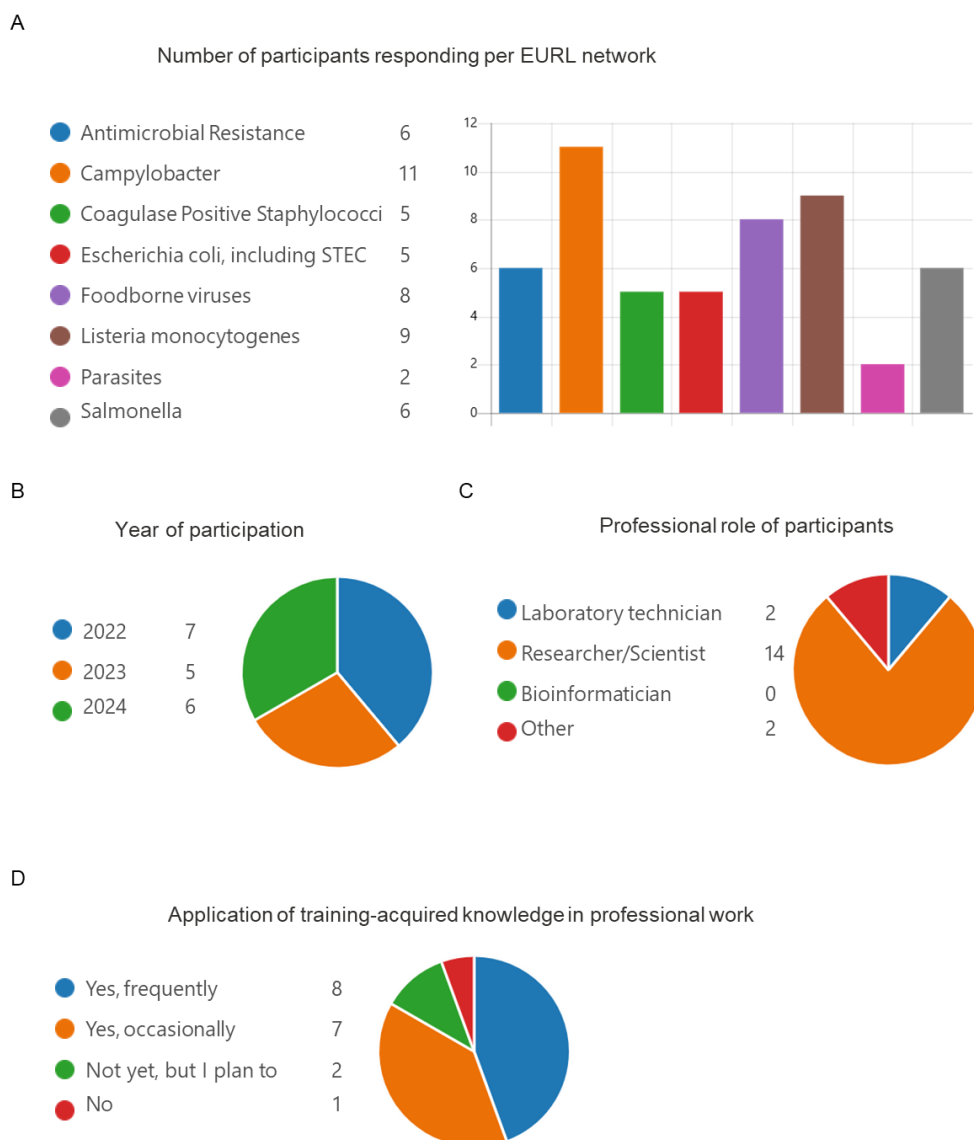 A
Number of participants responding per EURL network
Antimicrobial Resistance 6
Campylobacter 11
Coagulase Positive Staphylococci 5
Escherichia coli, including STEC 5
Foodborne viruses 8
Listeria monocytogenes 9
Parasites 2
Salmonella 6
12
10
8
6
4
2
0
B
Year of participation
2022 7
2023 5
2024 6
C
Professional role of participants
Laboratory technician 2
Researcher/Scientist 14
Bioinformatician 0
Other 2
D
Application of training-acquired knowledge in professional work
Yes, frequently 8
Yes, occasionally 7
Not yet, but I plan to 2
No 1